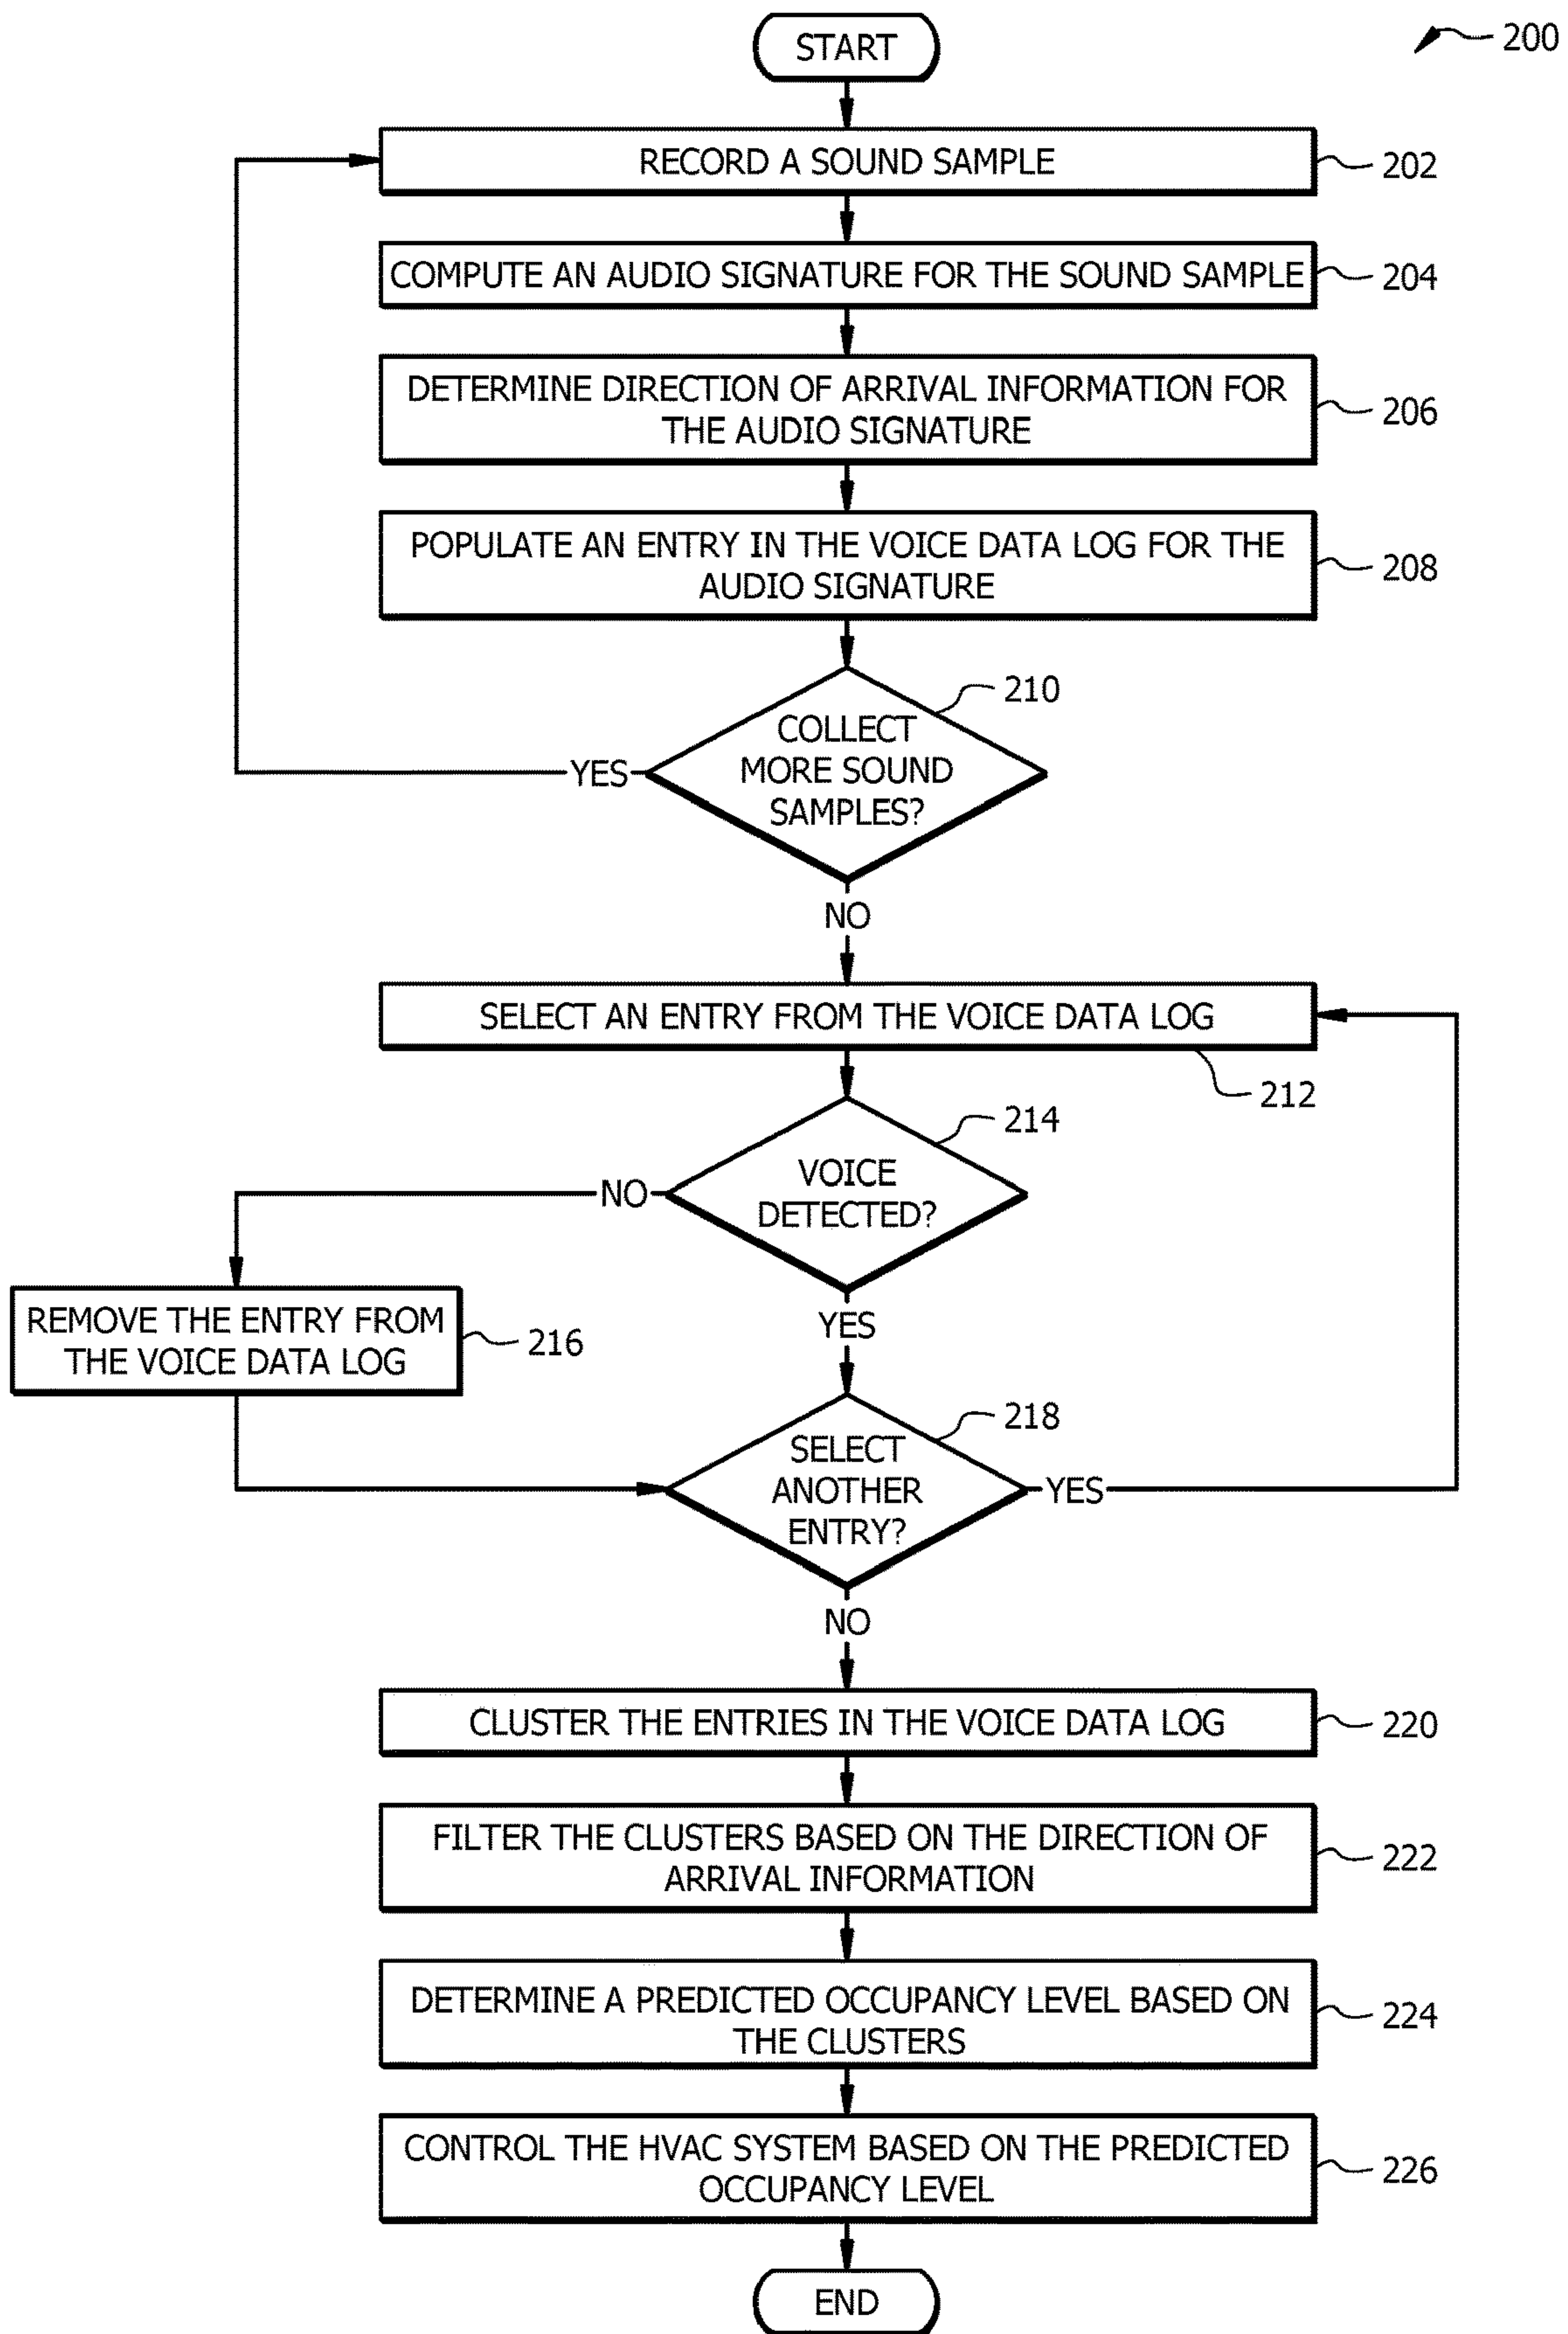 START
200
RECORD A SOUND SAMPLE
202
COMPUTE AN AUDIO SIGNATURE FOR THE SOUND SAMPLE
204
DETERMINE DIRECTION OF ARRIVAL INFORMATION FOR
THE AUDIO SIGNATURE
206
POPULATE AN ENTRY IN THE VOICE DATA LOG FOR THE
AUDIO SIGNATURE
208
210
COLLECT
MORE SOUND
SAMPLES?
YES
NO
SELECT AN ENTRY FROM THE VOICE DATA LOG
212
214
VOICE
DETECTED?
NO
YES
REMOVE THE ENTRY FROM
THE VOICE DATA LOG
216
218
SELECT
ANOTHER
ENTRY?
YES
NO
CLUSTER THE ENTRIES IN THE VOICE DATA LOG
220
FILTER THE CLUSTERS BASED ON THE DIRECTION OF
ARRIVAL INFORMATION
222
DETERMINE A PREDICTED OCCUPANCY LEVEL BASED ON
THE CLUSTERS
224
CONTROL THE HVAC SYSTEM BASED ON THE PREDICTED
OCCUPANCY LEVEL
226
END